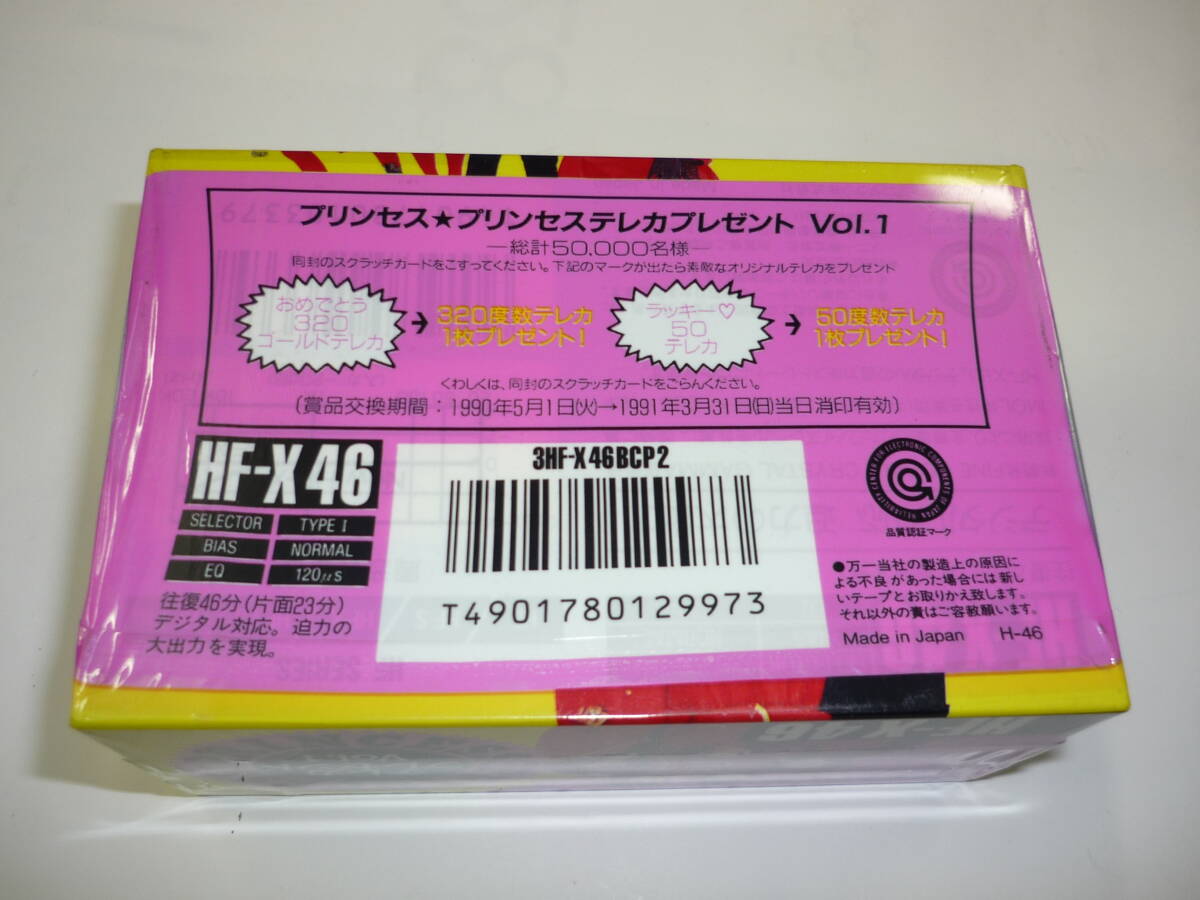 プリンセス★プリンセステレカプレゼント Vol.1
—総計50,000名様—
同封のスクラッチカードをこすってください。下記のマークが出たら素敵なオリジナルテレカをプレゼント
おめでとう
320
ゴールドテレカ
→
320度数テレカ
1枚プレゼント!
ラッキー♡
50
テレカ
→
50度数テレカ
1枚プレゼント!
くわしくは、同封のスクラッチカードをごらんください。
(賞品交換期間:1990年5月1日(火)→1991年3月31日(日)当日消印有効)
HF-X 46
SELECTOR TYPE I
BIAS NORMAL
EQ 120μs
往復46分(片面23分)
デジタル対応。迫力の
大出力を実現。
3HF-X46BCP2
T4901780129973
RELIABILITY CENTER FOR ELECTRONIC COMPONENTS OF JAPAN
品質認証マーク
●万一当社の製造上の原因に
よる不良があった場合には新し
いテープとお取りかえ致します。
それ以外の責はご容赦願います。
Made in Japan H-46
HF-X 46